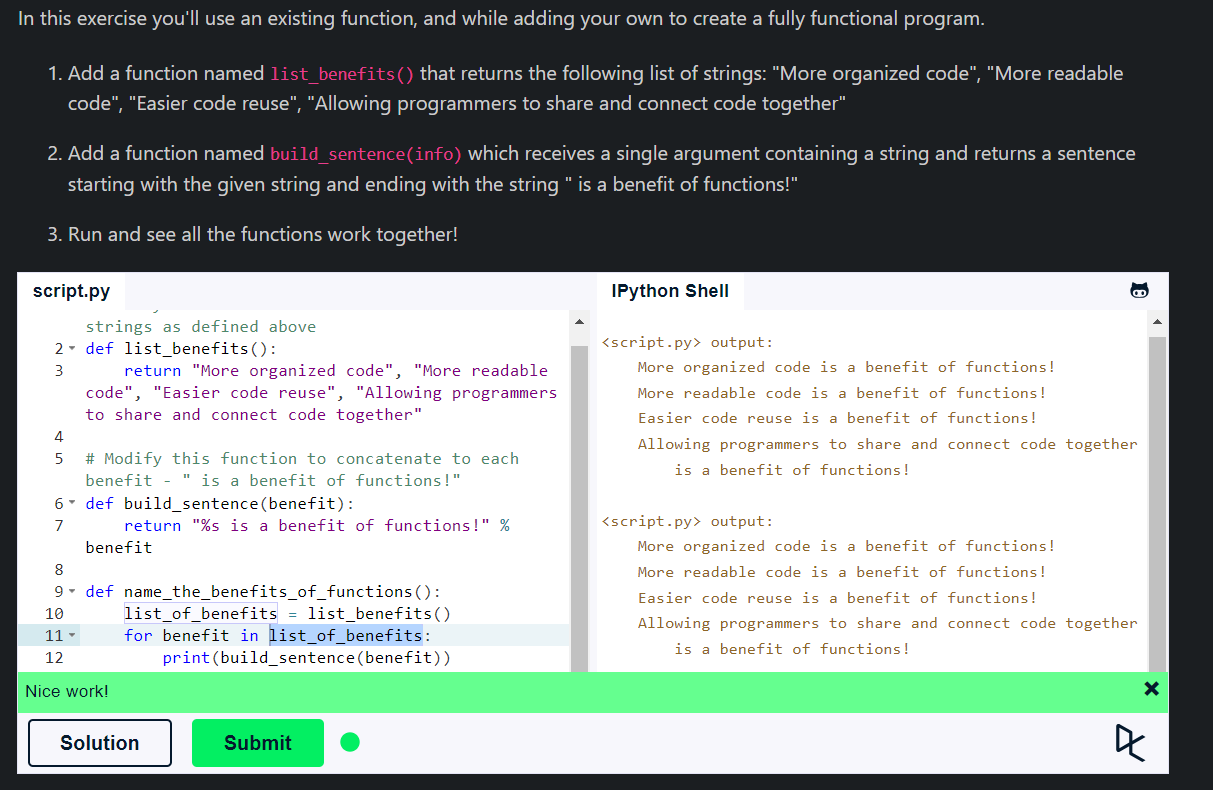 In this exercise you'll use an existing function, and while adding your own to create a fully functional program.
1. Add a function named list_benefits() that returns the following list of strings: "More organized code", "More readable
code", "Easier code reuse", "Allowing programmers to share and connect code together"
2. Add a function named build_sentence(info) which receives a single argument containing a string and returns a sentence
starting with the given string and ending with the string " is a benefit of functions!"
3. Run and see all the functions work together!
script.py
strings as defined above
2 def list_benefits():
3     return "More organized code", "More readable
code", "Easier code reuse", "Allowing programmers
to share and connect code together"
4
5 # Modify this function to concatenate to each
benefit - " is a benefit of functions!"
6 def build_sentence(benefit):
7     return "%s is a benefit of functions!" %
benefit
8
9 def name_the_benefits_of_functions():
10     list_of_benefits = list_benefits()
11     for benefit in list_of_benefits:
12         print(build_sentence(benefit))
IPython Shell
<script.py> output:
    More organized code is a benefit of functions!
    More readable code is a benefit of functions!
    Easier code reuse is a benefit of functions!
    Allowing programmers to share and connect code together
        is a benefit of functions!
<script.py> output:
    More organized code is a benefit of functions!
    More readable code is a benefit of functions!
    Easier code reuse is a benefit of functions!
    Allowing programmers to share and connect code together
        is a benefit of functions!
Nice work!
Solution
Submit